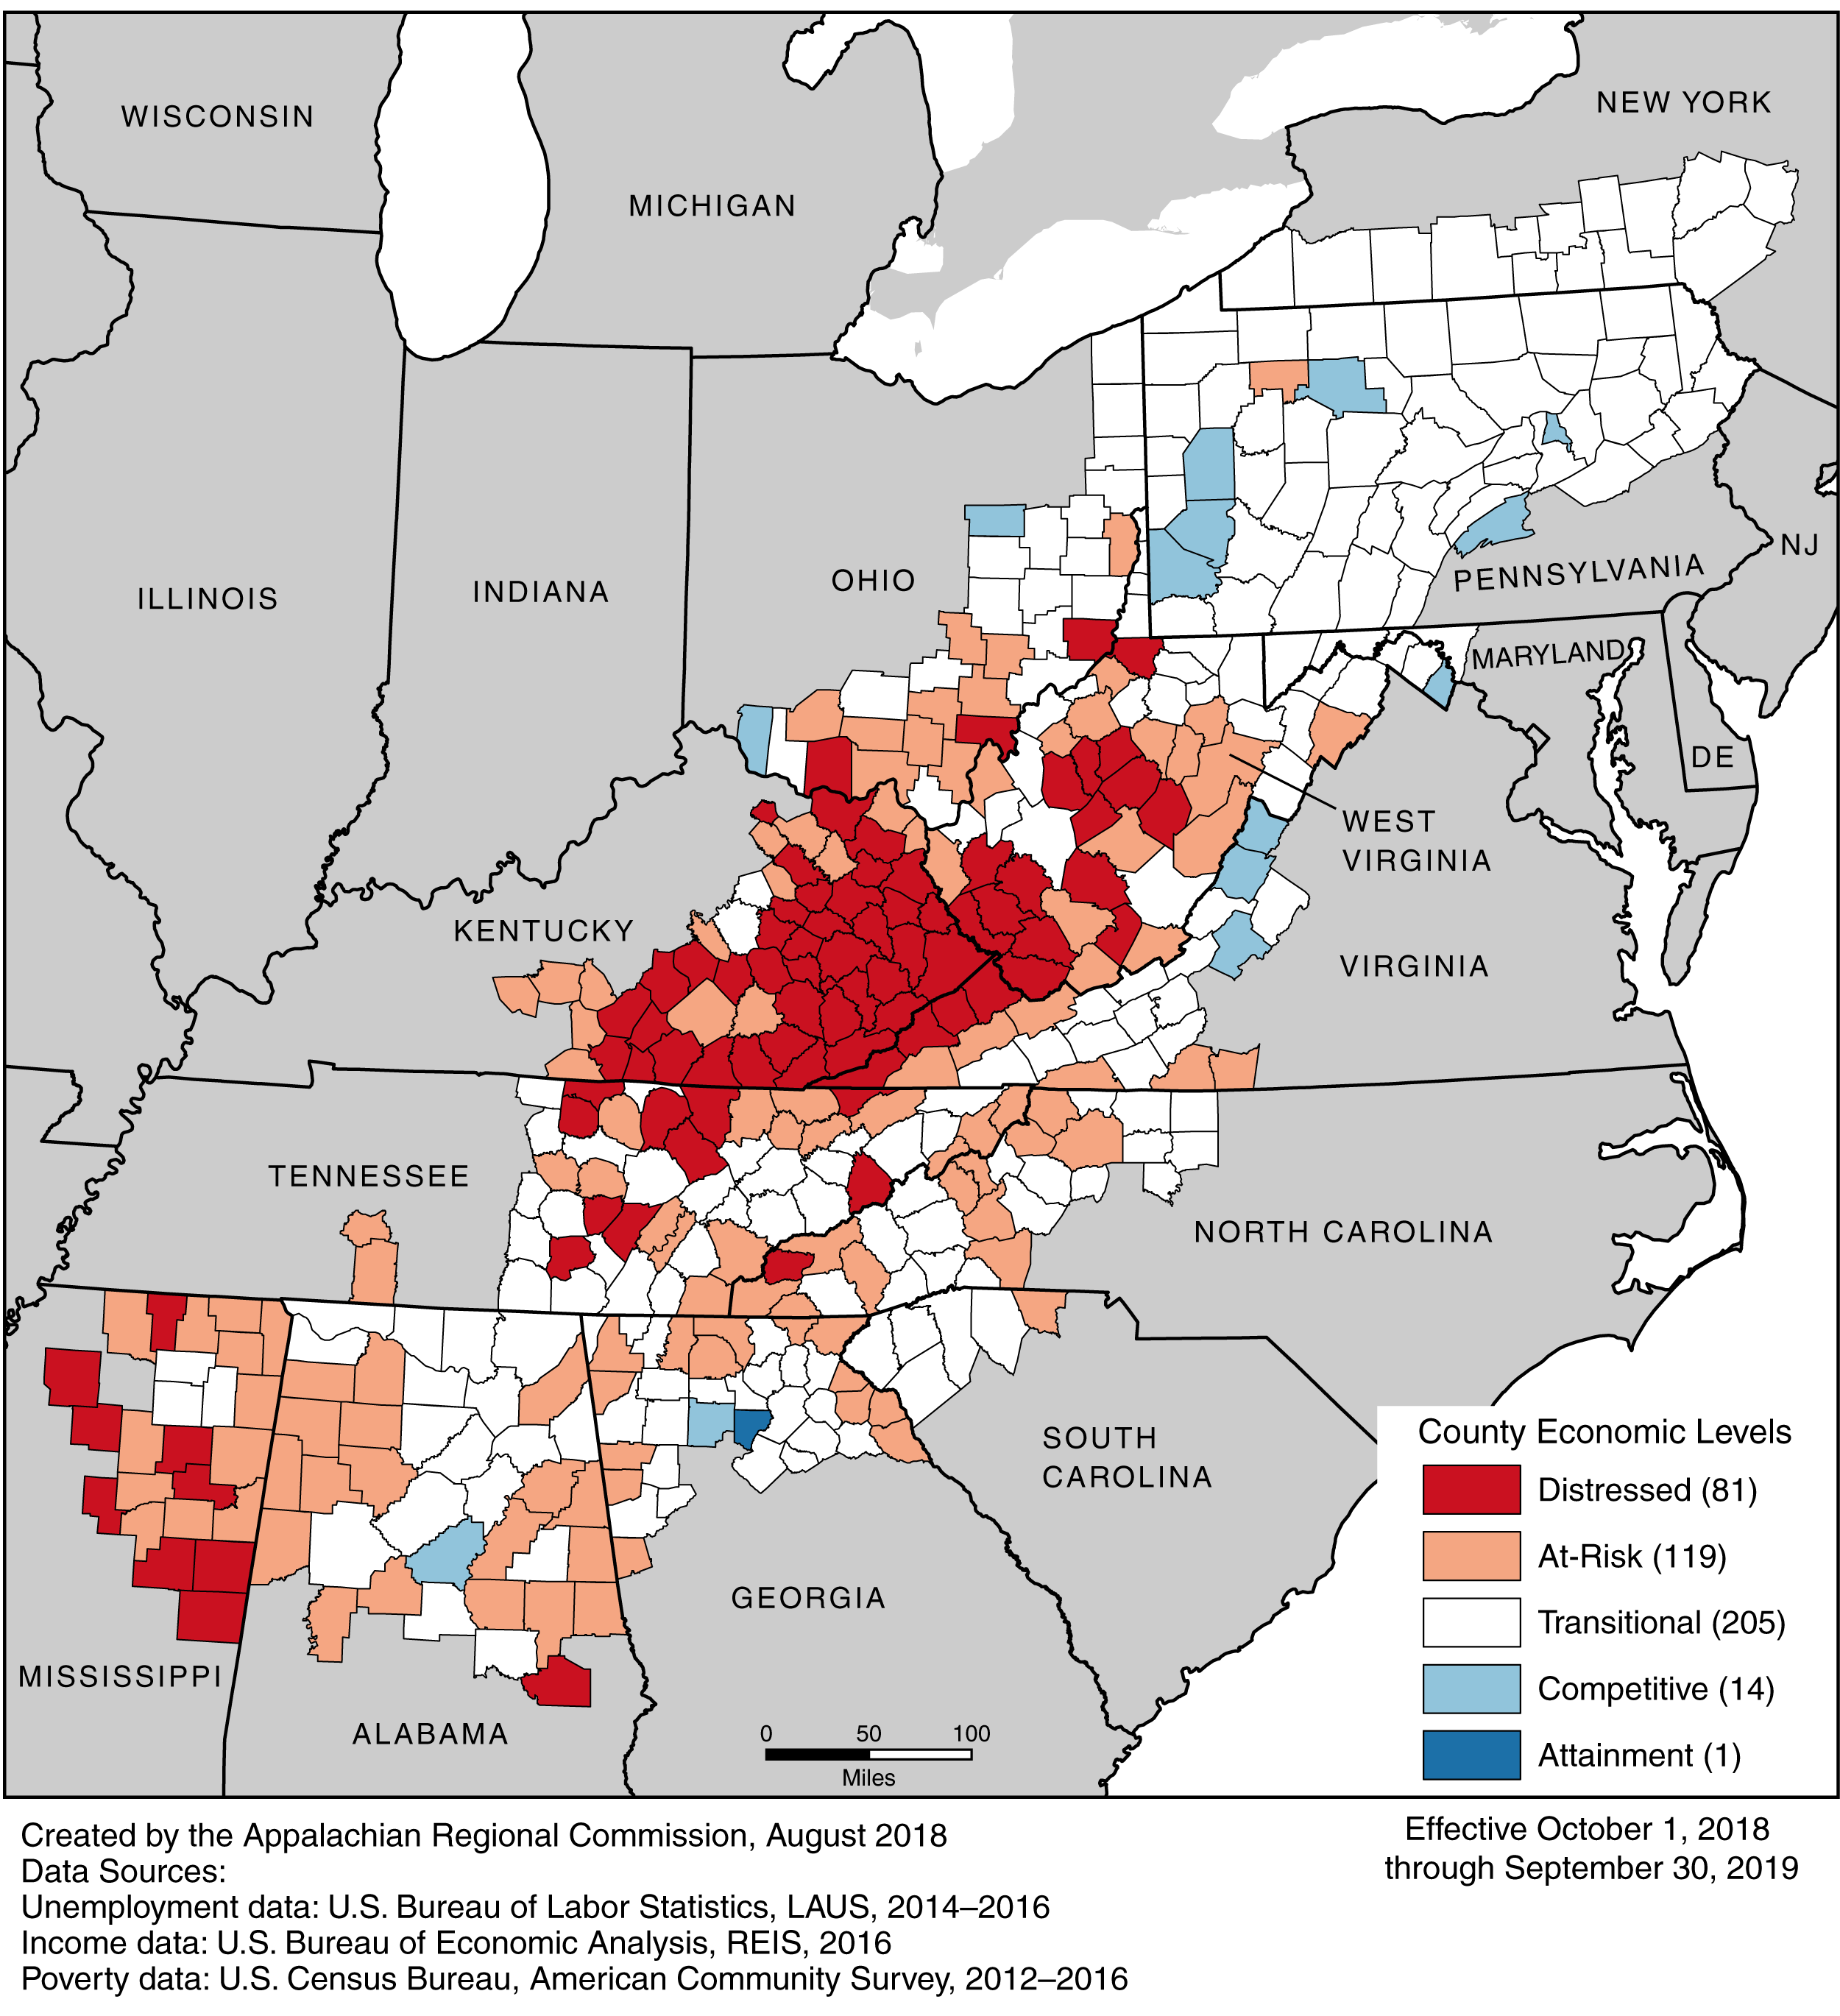 WISCONSIN
NEW YORK
MICHIGAN
ILLINOIS
INDIANA
OHIO
PENNSYLVANIA
NJ
MARYLAND
DE
WEST
VIRGINIA
KENTUCKY
VIRGINIA
TENNESSEE
NORTH CAROLINA
SOUTH
CAROLINA
GEORGIA
MISSISSIPPI
ALABAMA
0 50 100
Miles
County Economic Levels
Distressed (81)
At-Risk (119)
Transitional (205)
Competitive (14)
Attainment (1)
Created by the Appalachian Regional Commission, August 2018
Data Sources:
Unemployment data: U.S. Bureau of Labor Statistics, LAUS, 2014–2016
Income data: U.S. Bureau of Economic Analysis, REIS, 2016
Poverty data: U.S. Census Bureau, American Community Survey, 2012–2016
Effective October 1, 2018
through September 30, 2019